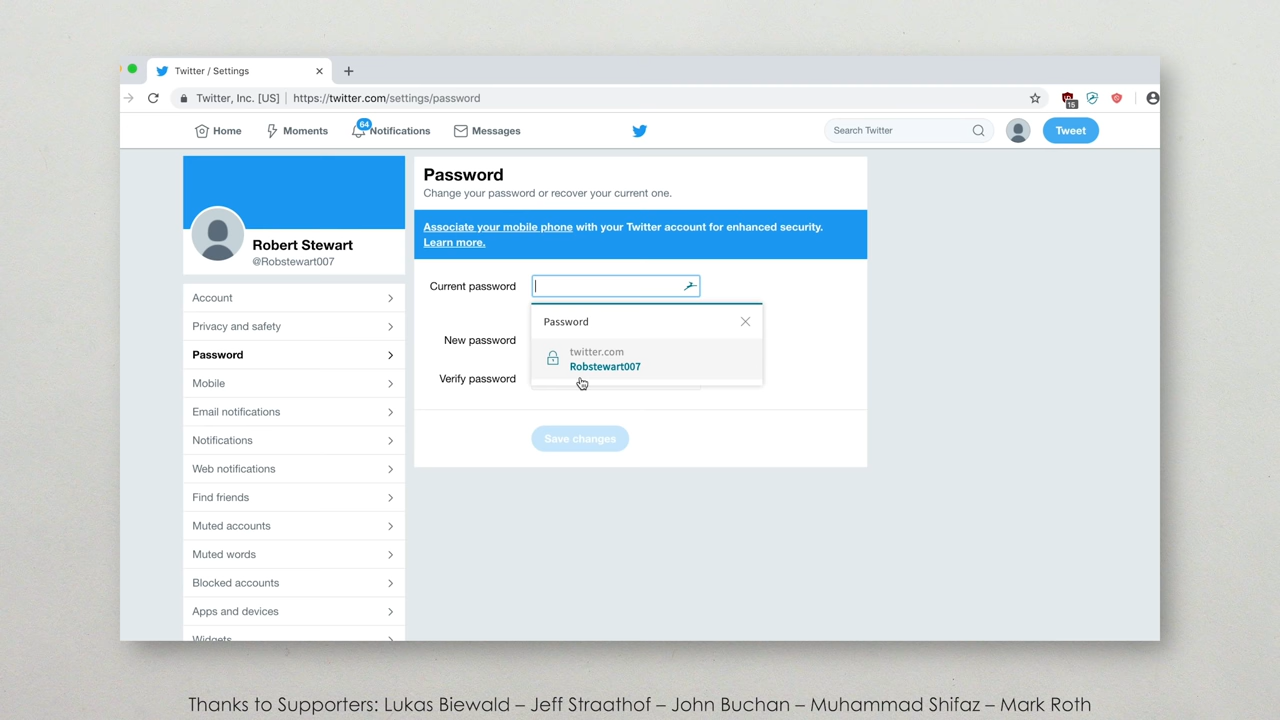 Twitter / Settings
Twitter, Inc. [US] https://twitter.com/settings/password
15
Home Moments 64 Notifications Messages Search Twitter Tweet
Robert Stewart
@Robstewart007
Account
Privacy and safety
Password
Mobile
Email notifications
Notifications
Web notifications
Find friends
Muted accounts
Muted words
Blocked accounts
Apps and devices
Widgets
Password
Change your password or recover your current one.
Associate your mobile phone with your Twitter account for enhanced security.
Learn more.
Current password
Password
twitter.com
Robstewart007
New password
Verify password
Save changes
Thanks to Supporters: Lukas Biewald – Jeff Straathof – John Buchan – Muhammad Shifaz – Mark Roth